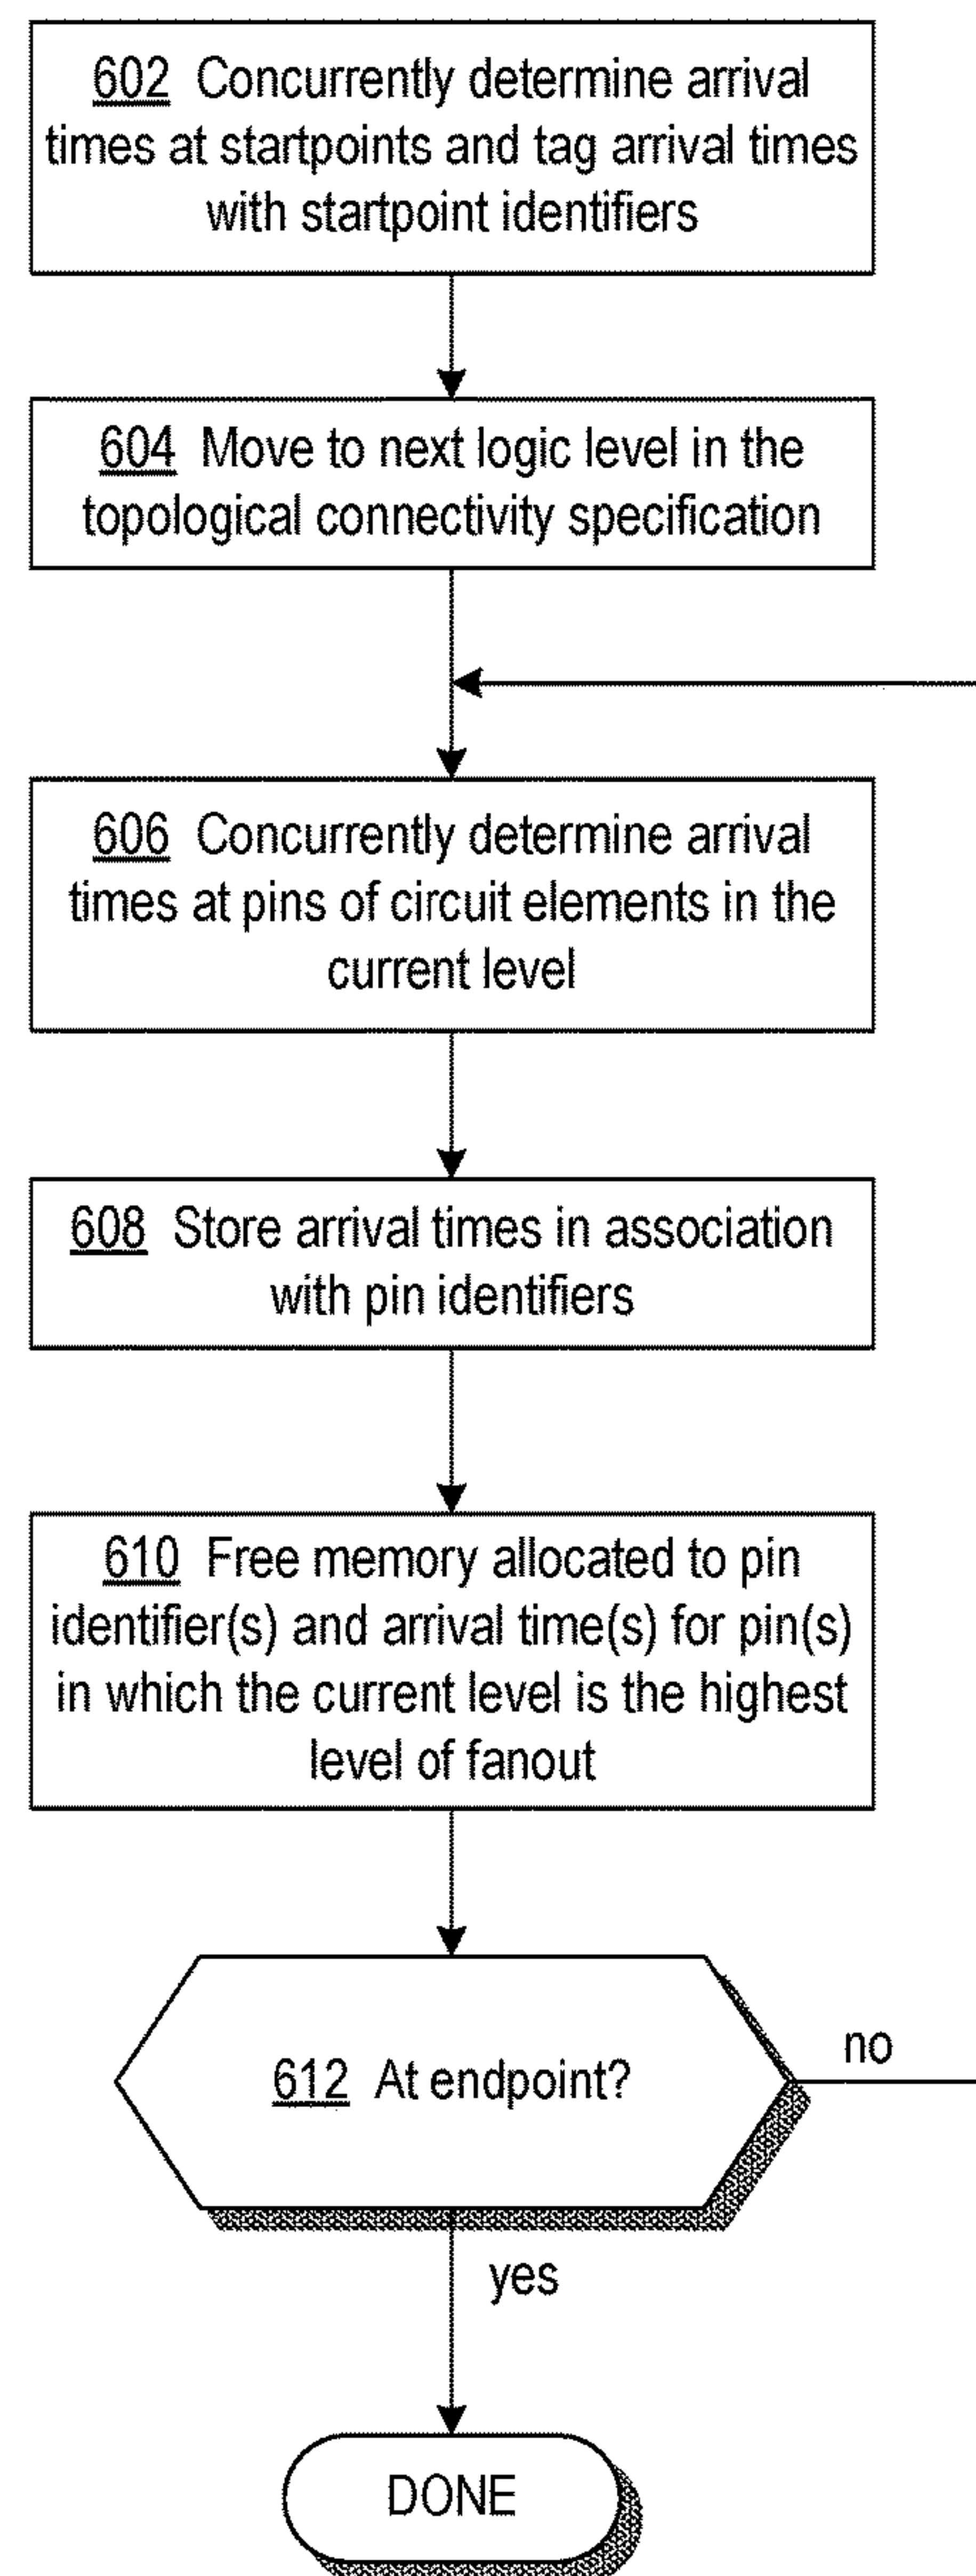 602 Concurrently determine arrival
times at startpoints and tag arrival times
with startpoint identifiers
604 Move to next logic level in the
topological connectivity specification
606 Concurrently determine arrival
times at pins of circuit elements in the
current level
608 Store arrival times in association
with pin identifiers
610 Free memory allocated to pin
identifier(s) and arrival time(s) for pin(s)
in which the current level is the highest
level of fanout
612 At endpoint?
no
yes
DONE